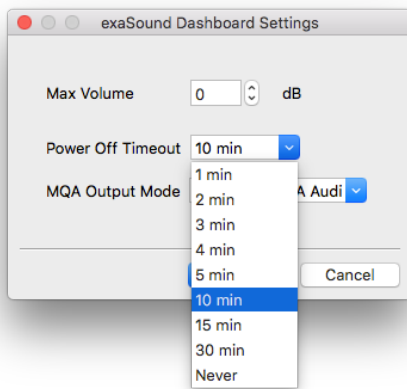 exaSound Dashboard Settings
Max Volume 0 dB
Power Off Timeout 10 min
1 min
MQA Output Mode A Audi
2 min
3 min
4 min
5 min
Cancel
10 min
15 min
30 min
Never